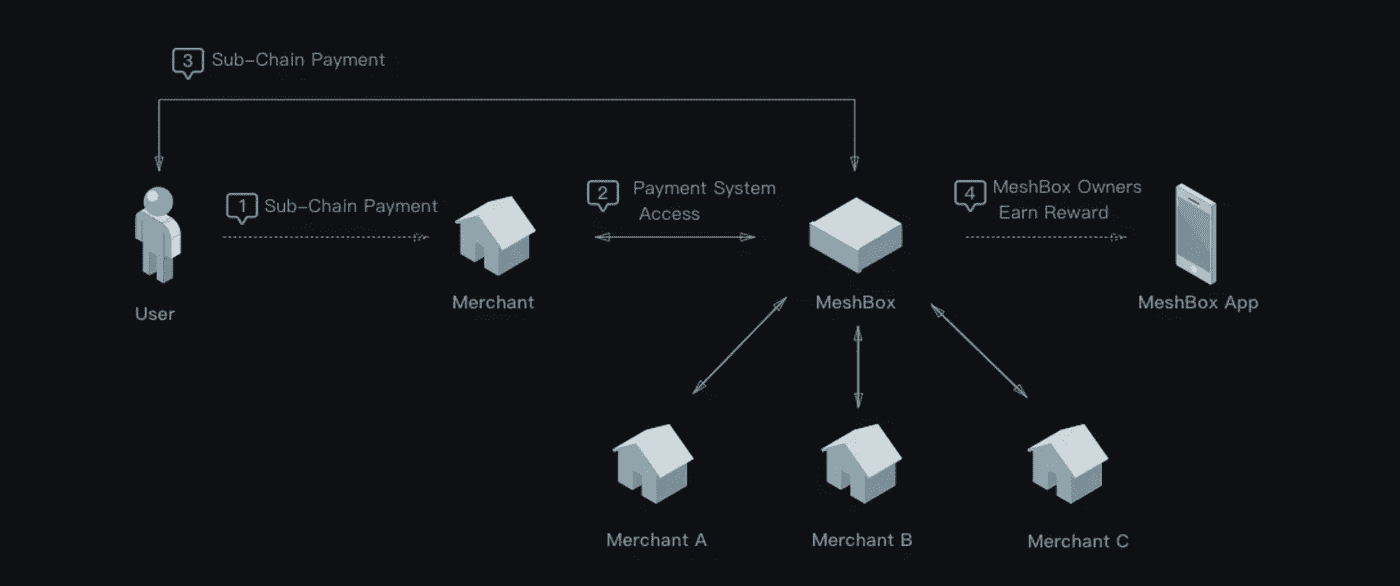 3 Sub-Chain Payment
1 Sub-Chain Payment
2 Payment System
Access
4 MeshBox Owners
Earn Reward
User
Merchant
MeshBox
MeshBox App
Merchant A
Merchant B
Merchant C